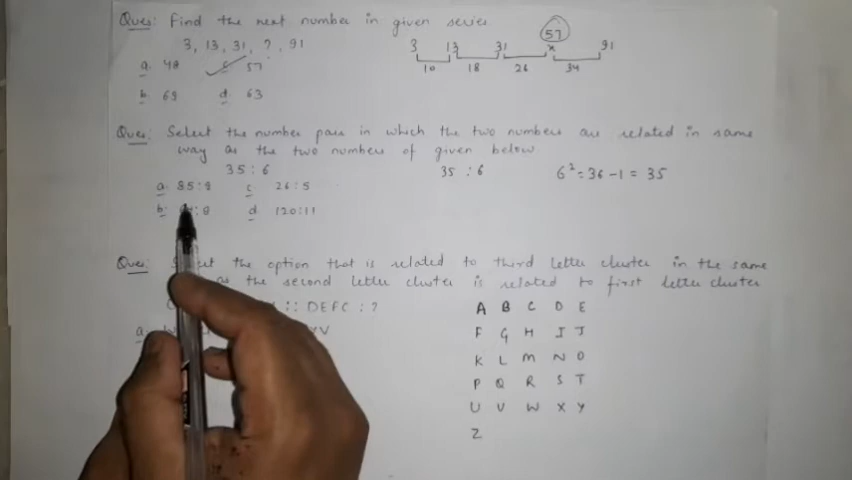 Ques: Find the next number in given series
3, 13, 31, ?, 91
a. 48 c. 57
b. 69 d. 63
57
3 13 31 x 91
10 18 26 34
Ques: Select the number pair in which the two numbers are related in same
way as the two numbers of given below
35 : 6
a. 85 : 9 c. 26 : 5
b. : 8 d. 120 : 11
35 : 6 6² = 36 - 1 = 35
Ques: the option that is related to third letter cluster in the same
as the second letter cluster is related to first letter cluster
:: DEFC : ?
a.
A B C D E
F G H I J
K L M N O
P Q R S T
U V W X Y
Z